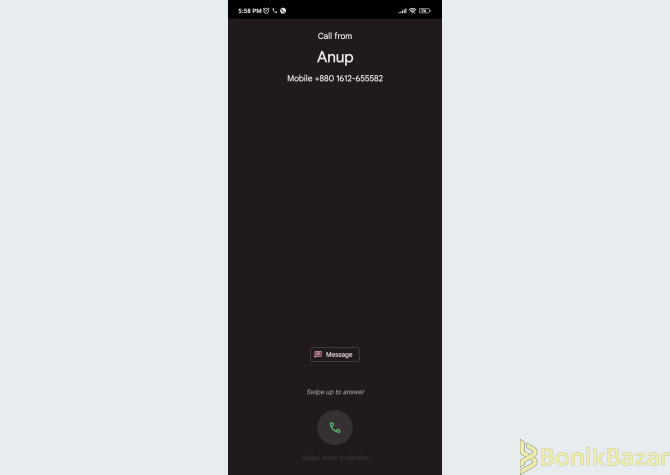 5:58 PM
Call from
Anup
Mobile +880 1612-655582
Message
Swipe up to answer
Swipe down to decline
BonikBazar